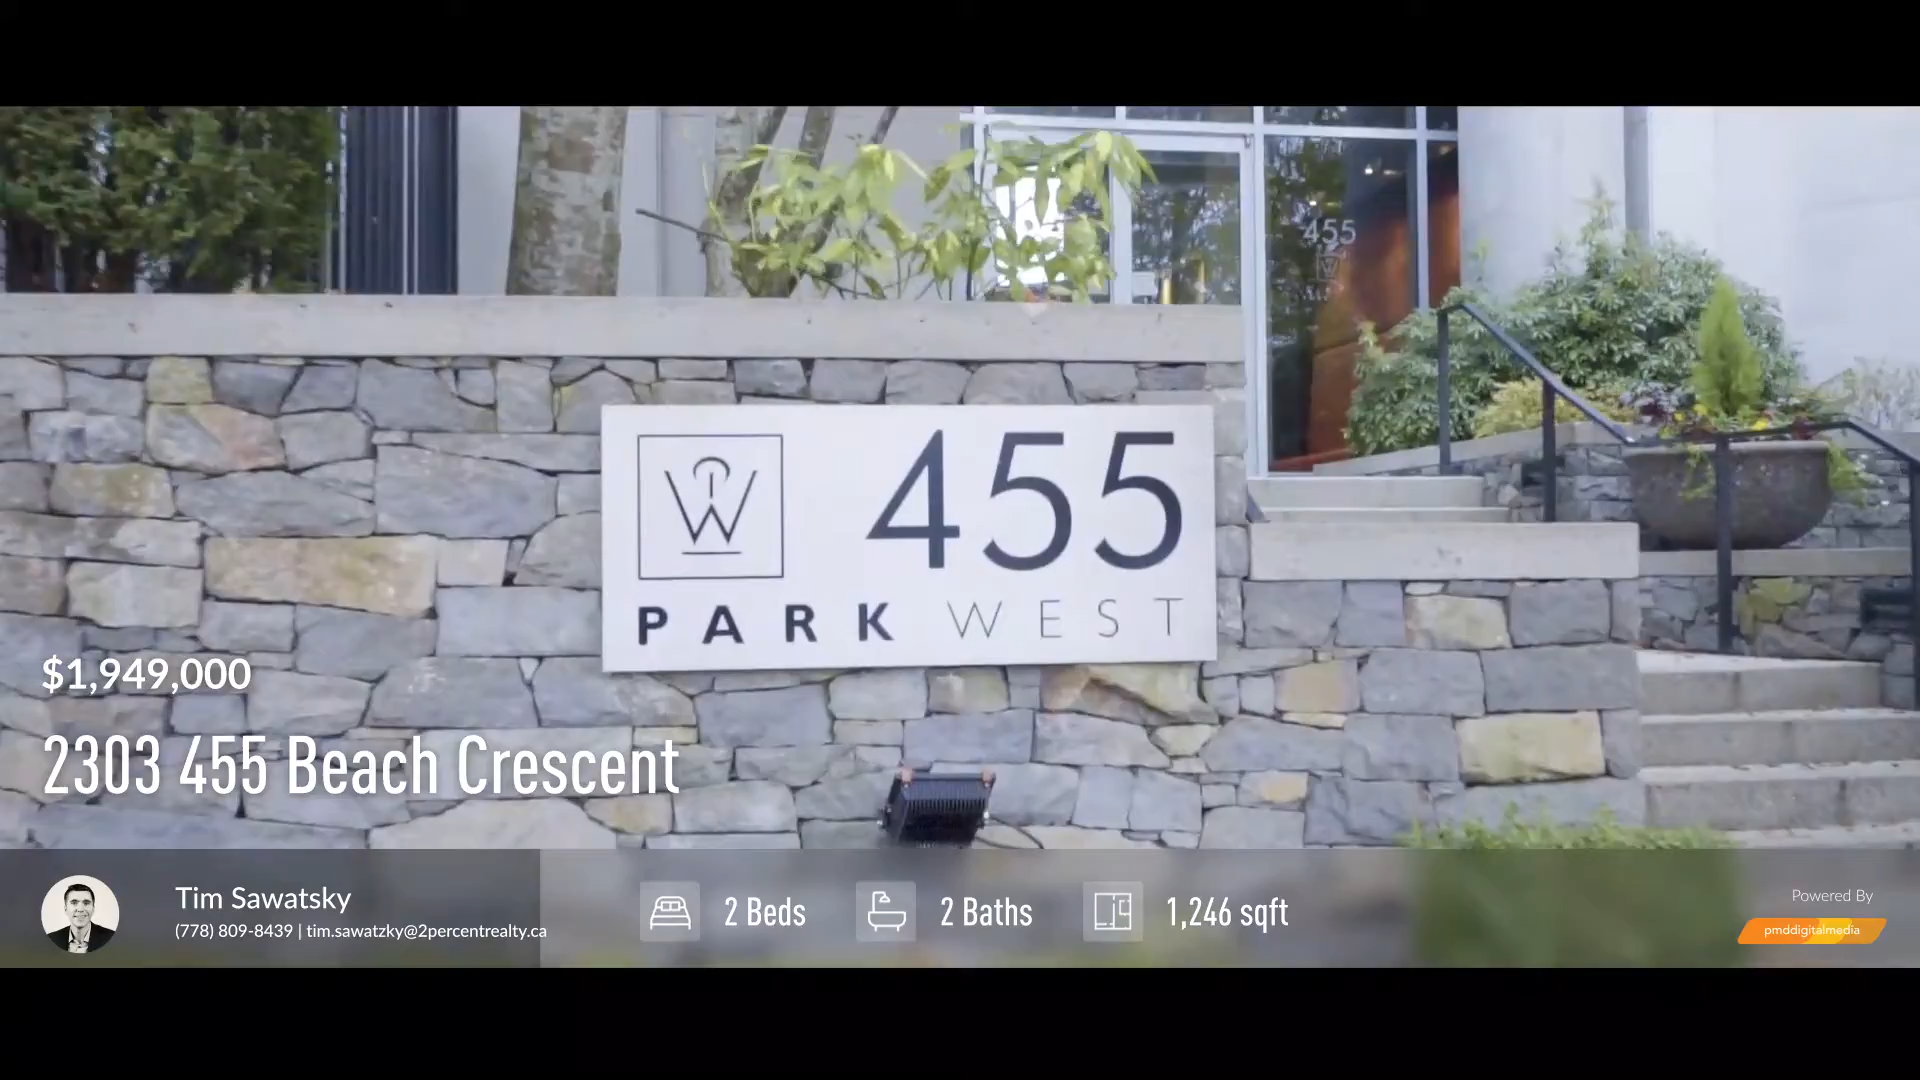 455
455
PARK WEST
$1,949,000
2303 455 Beach Crescent
Tim Sawatsky
(778) 809-8439 | tim.sawatzky@2percentrealty.ca
2 Beds
2 Baths
1,246 sqft
Powered By
pmddigitalmedia